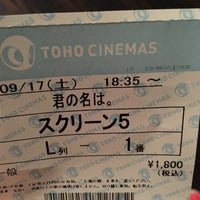 TOHO CINEMAS
09/17(土) 18:35～
君の名は。
スクリーン5
L列 1番
般 ¥1,800
(税込)